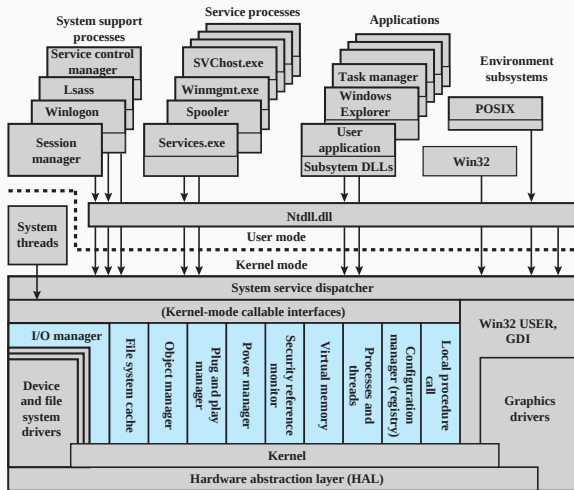 System support
processes
Service processes
Applications
Environment
subsystems
Service control
manager
Lsass
Winlogon
Session
manager
SVChost.exe
Winmgmt.exe
Spooler
Services.exe
Task manager
Windows
Explorer
User
application
Subsytem DLLs
POSIX
Win32
System
threads
Ntdll.dll
User mode
Kernel mode
System service dispatcher
(Kernel-mode callable interfaces)
I/O manager
Device and
file system
drivers
File system cache
Object manager
Plug and play
manager
Power manager
Security reference
monitor
Virtual memory
Processes and
threads
Configuration
manager (registry)
Local procedure
call
Win32 USER,
GDI
Graphics
drivers
Kernel
Hardware abstraction layer (HAL)